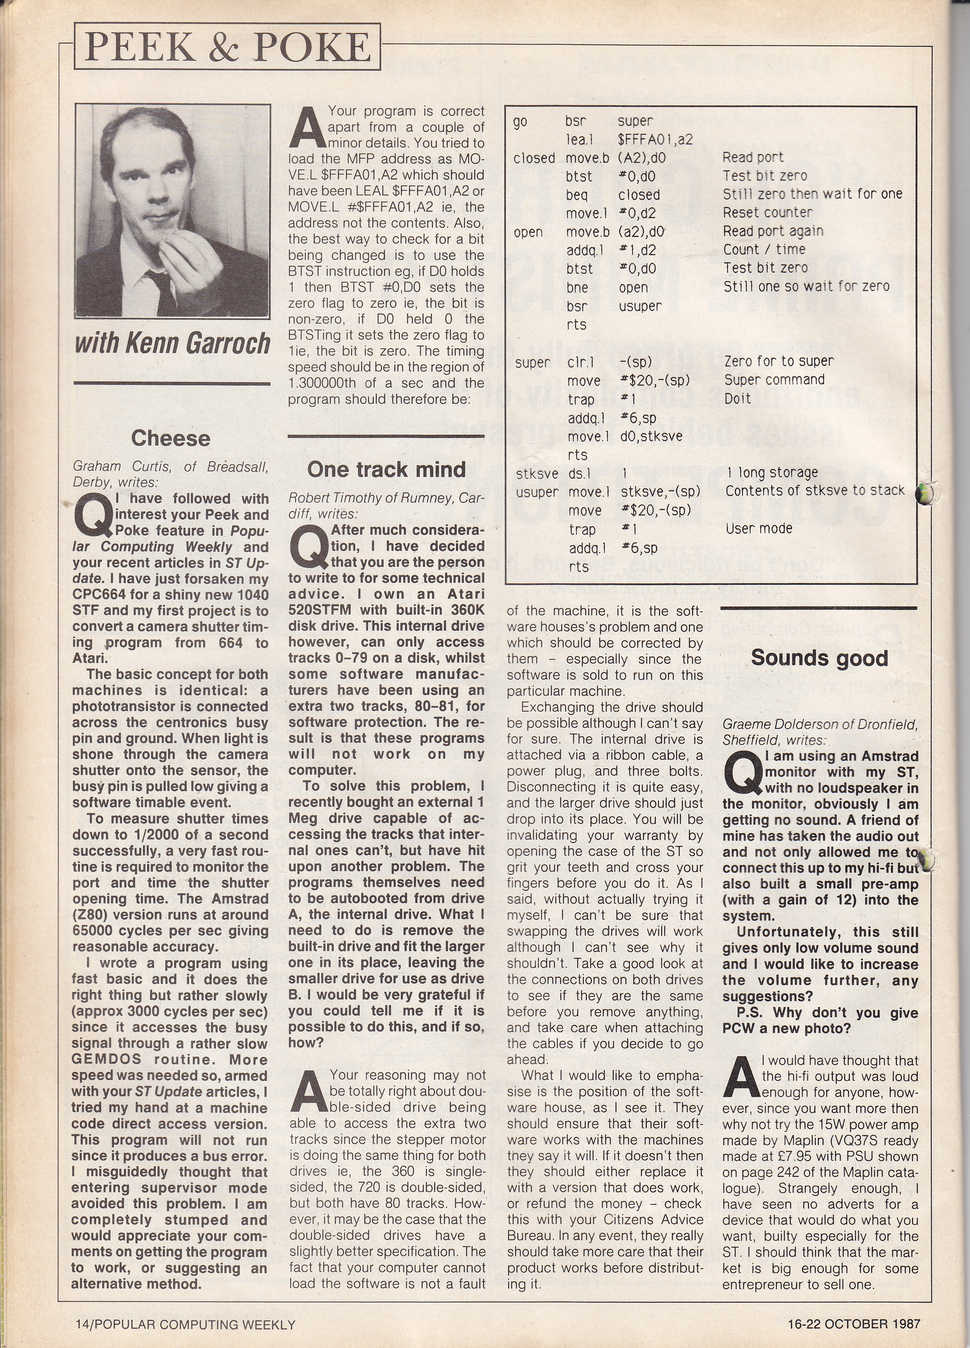 PEEK & POKE
with Kenn Garroch
Cheese
Graham Curtis, of Breadsall,
Derby, writes:
Q I have followed with
interest your Peek and
Poke feature in Popu-
lar Computing Weekly and
your recent articles in ST Up-
date. I have just forsaken my
CPC664 for a shiny new 1040
STF and my first project is to
convert a camera shutter tim-
ing program from 664 to
Atari.
The basic concept for both
machines is identical: a
phototransistor is connected
across the centronics busy
pin and ground. When light is
shone through the camera
shutter onto the sensor, the
busy pin is pulled low giving a
software timable event.
To measure shutter times
down to 1/2000 of a second
successfully, a very fast rou-
tine is required to monitor the
port and time the shutter
opening time. The Amstrad
(Z80) version runs at around
65000 cycles per sec giving
reasonable accuracy.
I wrote a program using
fast basic and it does the
right thing but rather slowly
(approx 3000 cycles per sec)
since it accesses the busy
signal through a rather slow
GEMDOS routine. More
speed was needed so, armed
with your ST Update articles, I
tried my hand at a machine
code direct access version.
This program will not run
since it produces a bus error.
I misguidedly thought that
entering supervisor mode
avoided this problem. I am
completely stumped and
would appreciate your com-
ments on getting the program
to work, or suggesting an
alternative method.
A Your program is correct
apart from a couple of
minor details. You tried to
load the MFP address as MO-
VE.L $FFFA01,A2 which should
have been LEAL $FFFA01,A2 or
MOVE.L #$FFFA01,A2 ie, the
address not the contents. Also,
the best way to check for a bit
being changed is to use the
BTST instruction eg, if D0 holds
1 then BTST #0,D0 sets the
zero flag to zero ie, the bit is
non-zero, if D0 held 0 the
BTSTing it sets the zero flag to
1ie, the bit is zero. The timing
speed should be in the region of
1.300000th of a sec and the
program should therefore be:
go bsr super
lea.l $FFFA01,a2
closed move.b (A2),d0 Read port
btst #0,d0 Test bit zero
beq closed Still zero then wait for one
move.l #0,d2 Reset counter
open move.b (a2),d0 Read port again
addq.l #1,d2 Count / time
btst #0,d0 Test bit zero
bne open Still one so wait for zero
bsr usuper
rts
super clr.l -(sp) Zero for to super
move #$20,-(sp) Super command
trap #1 Doit
addq.l #6,sp
move.l d0,stksve
rts
stksve ds.l 1 1 long storage
usuper move.l stksve,-(sp) Contents of stksve to stack
move #$20,-(sp)
trap #1 User mode
addq.l #6,sp
rts
One track mind
Robert Timothy of Rumney, Car-
diff, writes:
Q After much considera-
tion, I have decided
that you are the person
to write to for some technical
advice. I own an Atari
520STFM with built-in 360K
disk drive. This internal drive
however, can only access
tracks 0–79 on a disk, whilst
some software manufac-
turers have been using an
extra two tracks, 80–81, for
software protection. The re-
sult is that these programs
will not work on my
computer.
To solve this problem, I
recently bought an external 1
Meg drive capable of ac-
cessing the tracks that inter-
nal ones can't, but have hit
upon another problem. The
programs themselves need
to be autobooted from drive
A, the internal drive. What I
need to do is remove the
built-in drive and fit the larger
one in its place, leaving the
smaller drive for use as drive
B. I would be very grateful if
you could tell me if it is
possible to do this, and if so,
how?
A Your reasoning may not
be totally right about dou-
ble-sided drive being
able to access the extra two
tracks since the stepper motor
is doing the same thing for both
drives ie, the 360 is single-
sided, the 720 is double-sided,
but both have 80 tracks. How-
ever, it may be the case that the
double-sided drives have a
slightly better specification. The
fact that your computer cannot
load the software is not a fault
of the machine, it is the soft-
ware houses's problem and one
which should be corrected by
them – especially since the
software is sold to run on this
particular machine.
Exchanging the drive should
be possible although I can't say
for sure. The internal drive is
attached via a ribbon cable, a
power plug, and three bolts.
Disconnecting it is quite easy,
and the larger drive should just
drop into its place. You will be
invalidating your warranty by
opening the case of the ST so
grit your teeth and cross your
fingers before you do it. As I
said, without actually trying it
myself, I can't be sure that
swapping the drives will work
although I can't see why it
shouldn't. Take a good look at
the connections on both drives
to see if they are the same
before you remove anything,
and take care when attaching
the cables if you decide to go
ahead.
What I would like to empha-
sise is the position of the soft-
ware house, as I see it. They
should ensure that their soft-
ware works with the machines
they say it will. If it doesn't then
they should either replace it
with a version that does work,
or refund the money – check
this with your Citizens Advice
Bureau. In any event, they really
should take more care that their
product works before distribut-
ing it.
Sounds good
Graeme Dolderson of Dronfield,
Sheffield, writes:
Q I am using an Amstrad
monitor with my ST,
with no loudspeaker in
the monitor, obviously I am
getting no sound. A friend of
mine has taken the audio out
and not only allowed me to
connect this up to my hi-fi but
also built a small pre-amp
(with a gain of 12) into the
system.
Unfortunately, this still
gives only low volume sound
and I would like to increase
the volume further, any
suggestions?
P.S. Why don't you give
PCW a new photo?
A I would have thought that
the hi-fi output was loud
enough for anyone, how-
ever, since you want more then
why not try the 15W power amp
made by Maplin (VQ37S ready
made at £7.95 with PSU shown
on page 242 of the Maplin cata-
logue). Strangely enough, I
have seen no adverts for a
device that would do what you
want, builty especially for the
ST. I should think that the mar-
ket is big enough for some
entrepreneur to sell one.
14/POPULAR COMPUTING WEEKLY
16-22 OCTOBER 1987